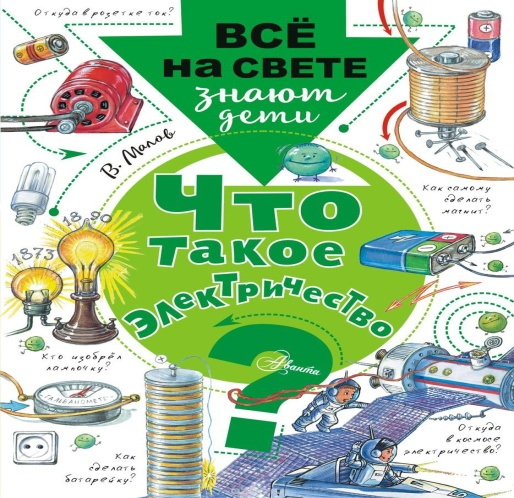 Откуда в розетке ток?
ВСЁ
НА СВЕТЕ
знают
дети
В. Малов
Как самому
сделать
магнит?
Что
такое
электричество
?
1890
1873
Кто изобрёл
лампочку?
Аванта
ГАЛЬВАНОМЕТР
Как
сделать
батарейку?
Откуда
в космосе
электричество?